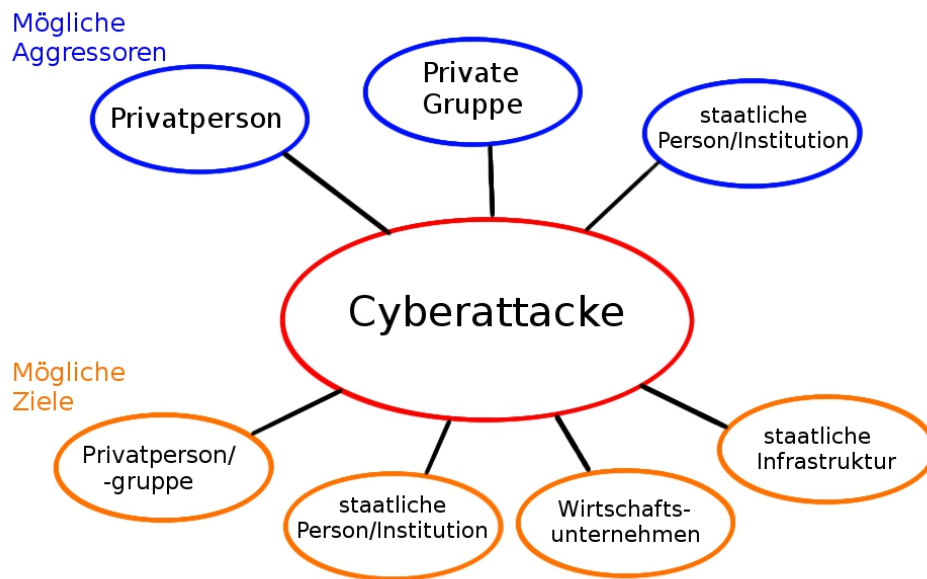 Mögliche
Aggressoren
Privatperson
Private
Gruppe
staatliche
Person/Institution
Cyberattacke
Mögliche
Ziele
Privatperson/
-gruppe
staatliche
Person/Institution
Wirtschafts-
unternehmen
staatliche
Infrastruktur